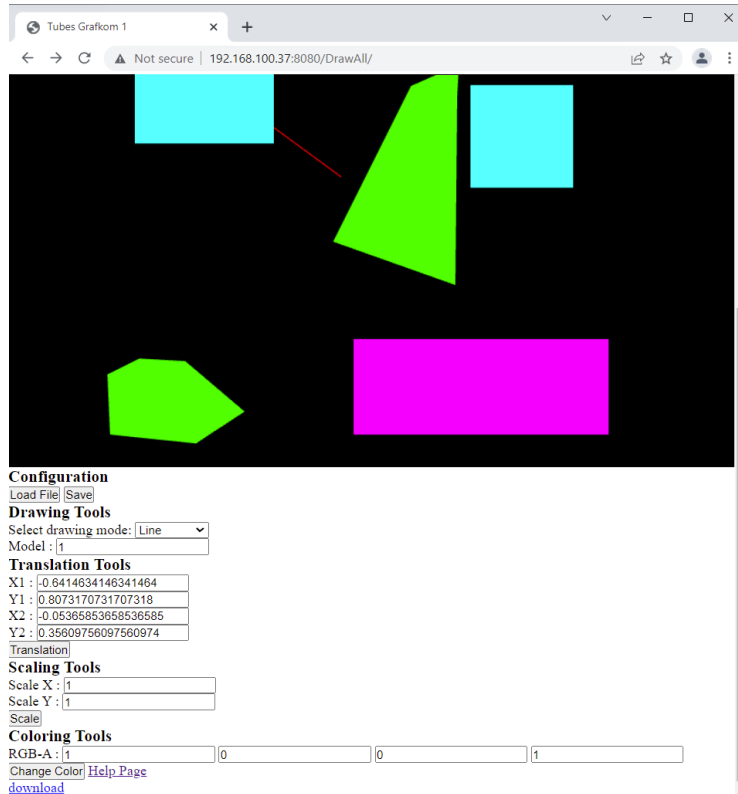 Tubes Grafkom 1
Not secure | 192.168.100.37:8080/DrawAll/
Configuration
Load File Save
Drawing Tools
Select drawing mode: Line
Model : 1
Translation Tools
X1 : -0.6414634146341464
Y1 : 0.8073170731707318
X2 : -0.05365853658536585
Y2 : 0.35609756097560974
Translation
Scaling Tools
Scale X : 1
Scale Y : 1
Scale
Coloring Tools
RGB-A : 1 0 0 1
Change Color Help Page
download